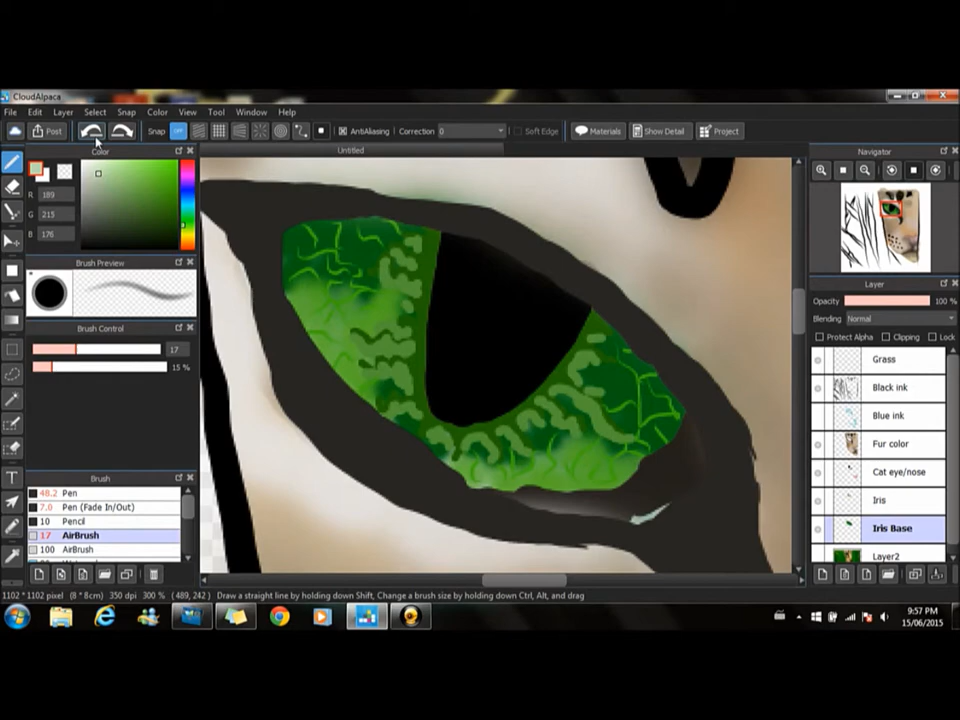 CloudAlpaca
File Edit Layer Select Snap Color View Tool Window Help
Post Snap OFF AntiAliasing Correction 0 Soft Edge Materials Show Detail Project
Color
Untitled
Navigator
R 189
G 215
B 176
Brush Preview
Brush Control
17
15 %
Layer
Opacity 100 %
Blending Normal
Protect Alpha Clipping Lock
Grass
Black ink
Blue ink
Fur color
Cat eye/nose
Iris
Iris Base
Layer2
Brush
48.2 Pen
7.0 Pen (Fade In/Out)
10 Pencil
17 AirBrush
100 AirBrush
1102 * 1102 pixel (8 * 8cm) 350 dpi 300 % (489, 242) Draw a straight line by holding down Shift, Change a brush size by holding down Ctrl, Alt, and drag
9:57 PM
15/06/2015